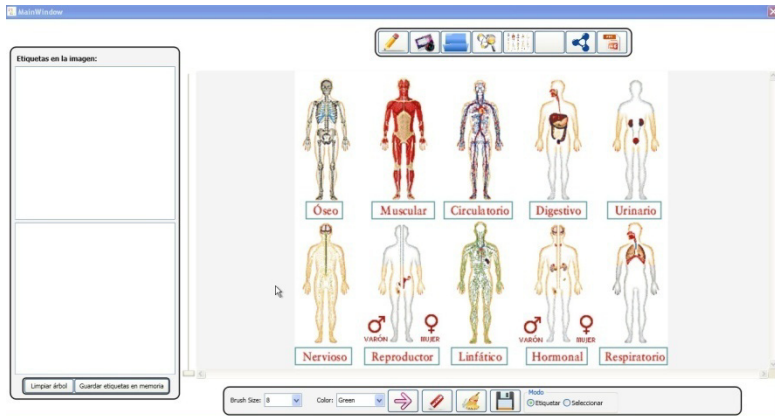 MainWindow
Etiquetas en la imagen:
Óseo
Muscular
Circulatorio
Digestivo
Urinario
VARÓN
MUJER
VARÓN
MUJER
Nervioso
Reproductor
Linfático
Hormonal
Respiratorio
Limpiar árbol
Guardar etiquetas en memoria
Brush Size: 8
Color: Green
Modo
Etiquetar
Seleccionar